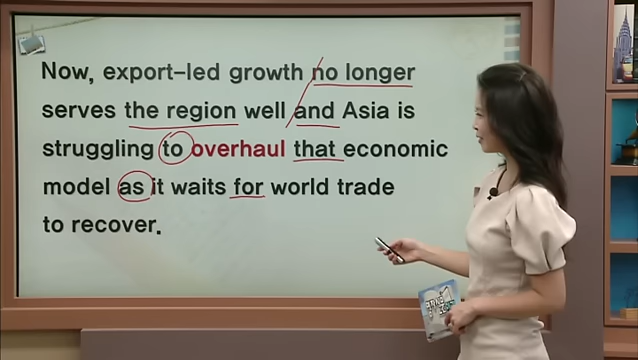 Now, export-led growth no longer
serves the region well and Asia is
struggling to overhaul that economic
model as it waits for world trade
to recover.